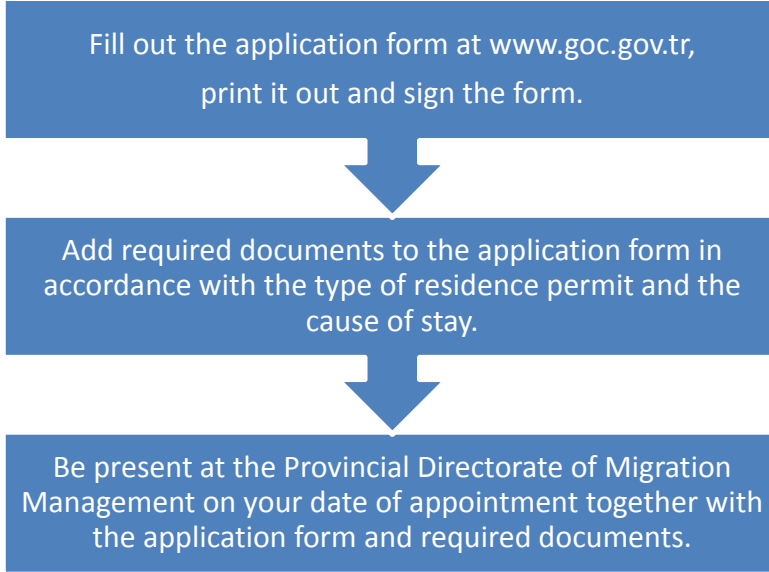 Fill out the application form at www.goc.gov.tr,
print it out and sign the form.
Add required documents to the application form in
accordance with the type of residence permit and the
cause of stay.
Be present at the Provincial Directorate of Migration
Management on your date of appointment together with
the application form and required documents.